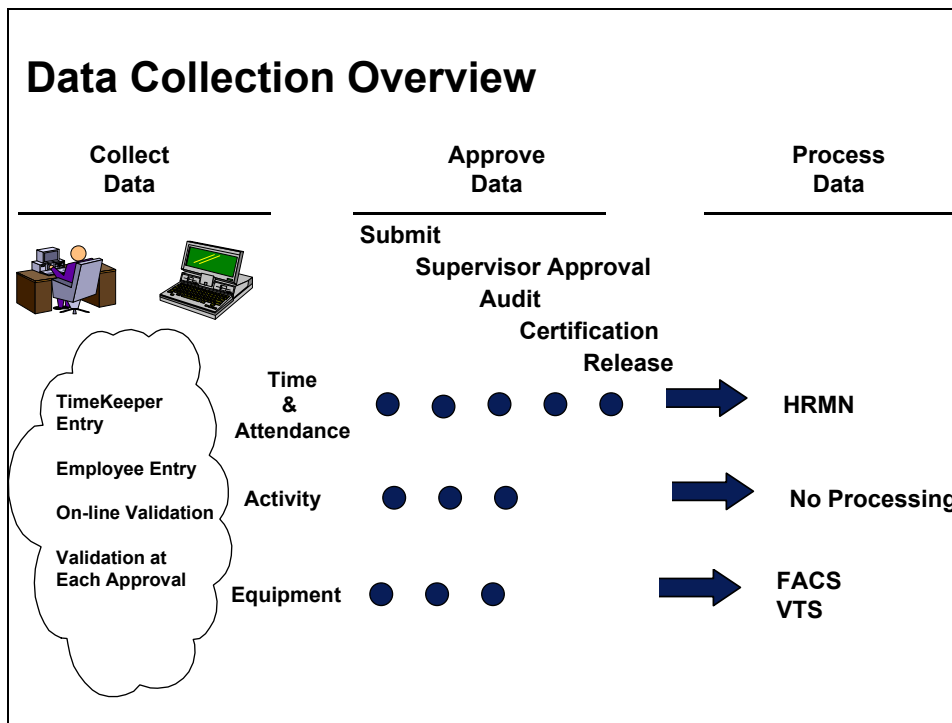 Data Collection Overview
Collect
Data
Approve
Data
Process
Data
Submit
Supervisor Approval
Audit
Certification
Release
TimeKeeper
Entry
Employee Entry
On-line Validation
Validation at
Each Approval
Time
&
Attendance
HRMN
Activity
No Processing
Equipment
FACS
VTS